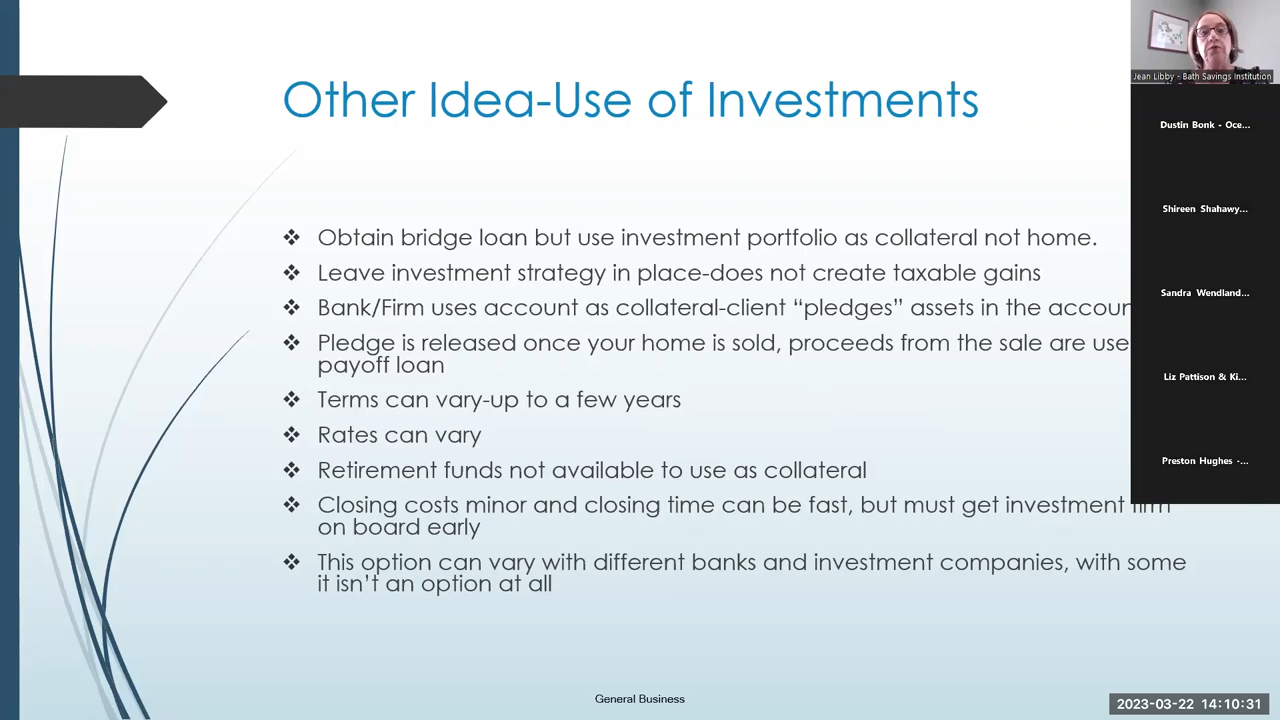 Other Idea-Use of Investments
❖ Obtain bridge loan but use investment portfolio as collateral not home.
❖ Leave investment strategy in place-does not create taxable gains
❖ Bank/Firm uses account as collateral-client “pledges” assets in the
❖ Pledge is released once your home is sold, proceeds from the sale are
payoff loan
❖ Terms can vary-up to a few years
❖ Rates can vary
❖ Retirement funds not available to use as collateral
❖ Closing costs minor and closing time can be fast, but must get investment firm
on board early
❖ This option can vary with different banks and investment companies, with some
it isn’t an option at all
General Business
Jean Libby - Bath Savings Institution
Dustin Bonk - Oce...
Shireen Shahawy...
Sandra Wendland...
Liz Pattison & Ki...
Preston Hughes -...
2023-03-22 14:10:31